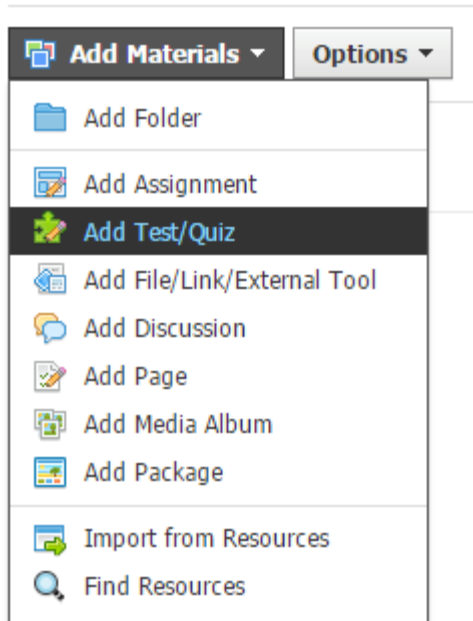 Add Materials Options
Add Folder
Add Assignment
Add Test/Quiz
Add File/Link/External Tool
Add Discussion
Add Page
Add Media Album
Add Package
Import from Resources
Find Resources